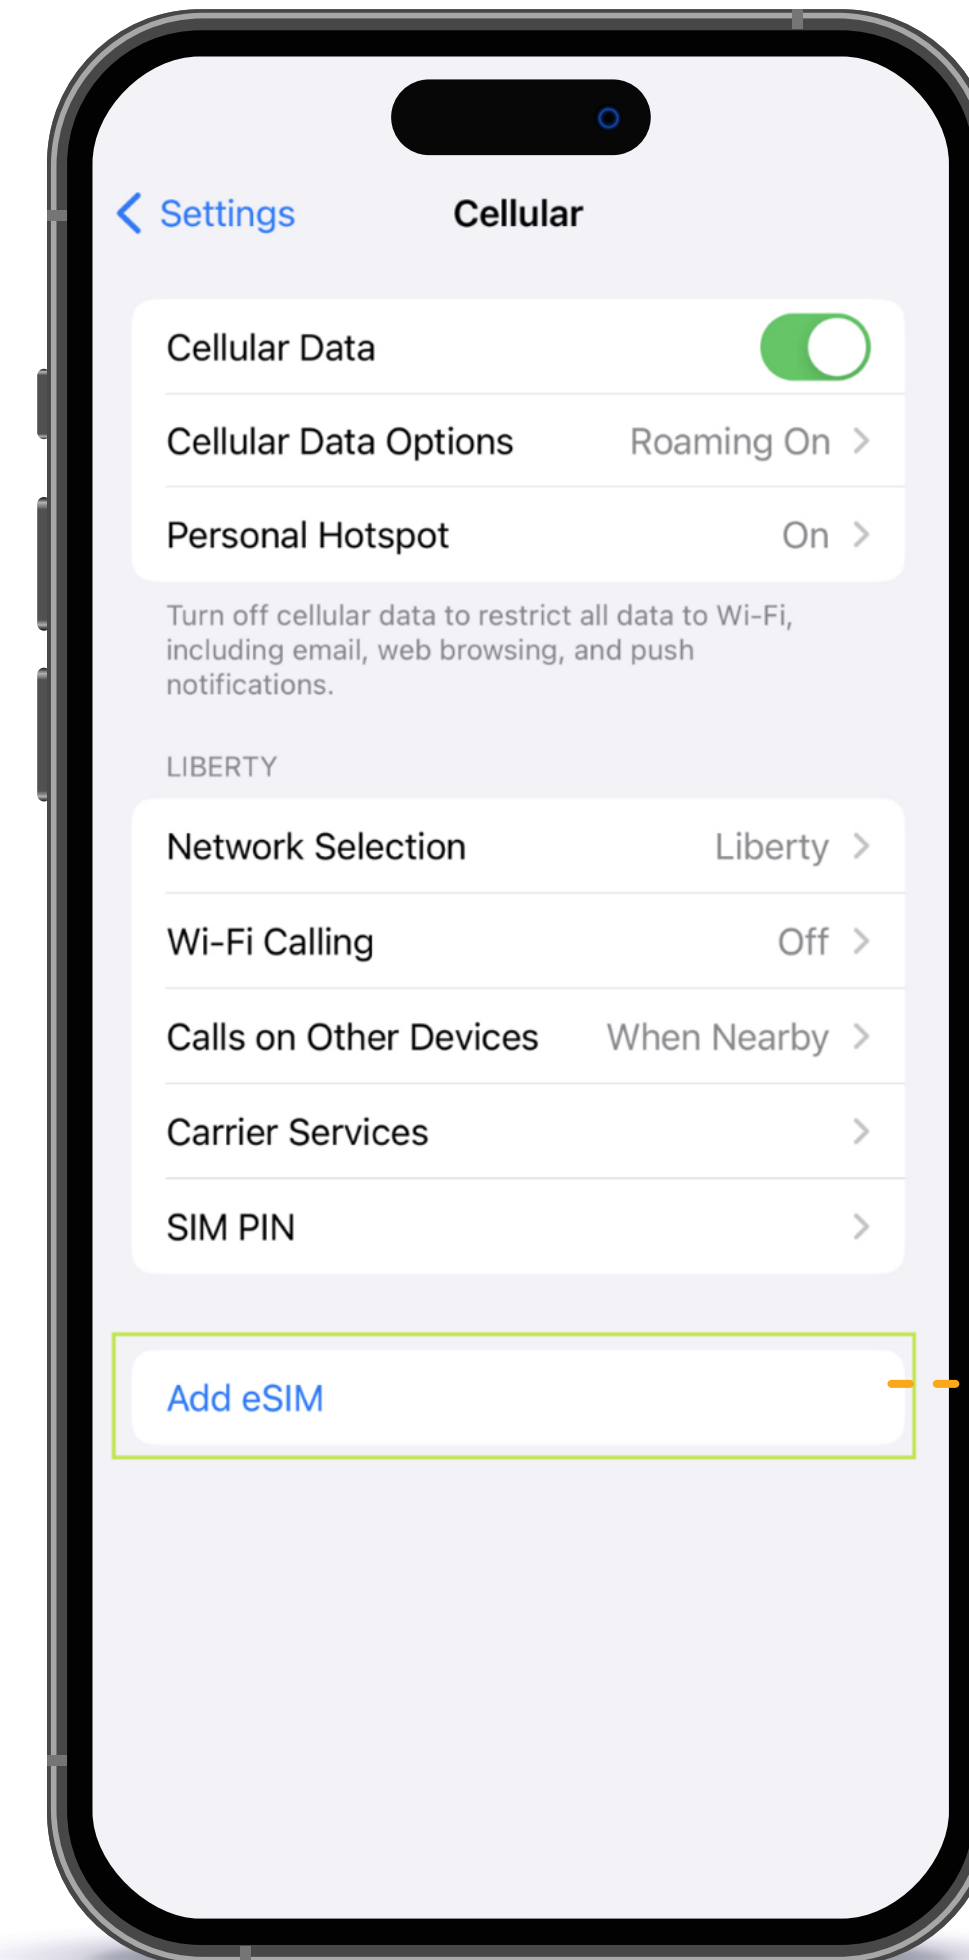 Settings
Cellular
Cellular Data
Cellular Data Options Roaming On
Personal Hotspot On
Turn off cellular data to restrict all data to Wi-Fi,
including email, web browsing, and push
notifications.
LIBERTY
Network Selection Liberty
Wi-Fi Calling Off
Calls on Other Devices When Nearby
Carrier Services
SIM PIN
Add eSIM